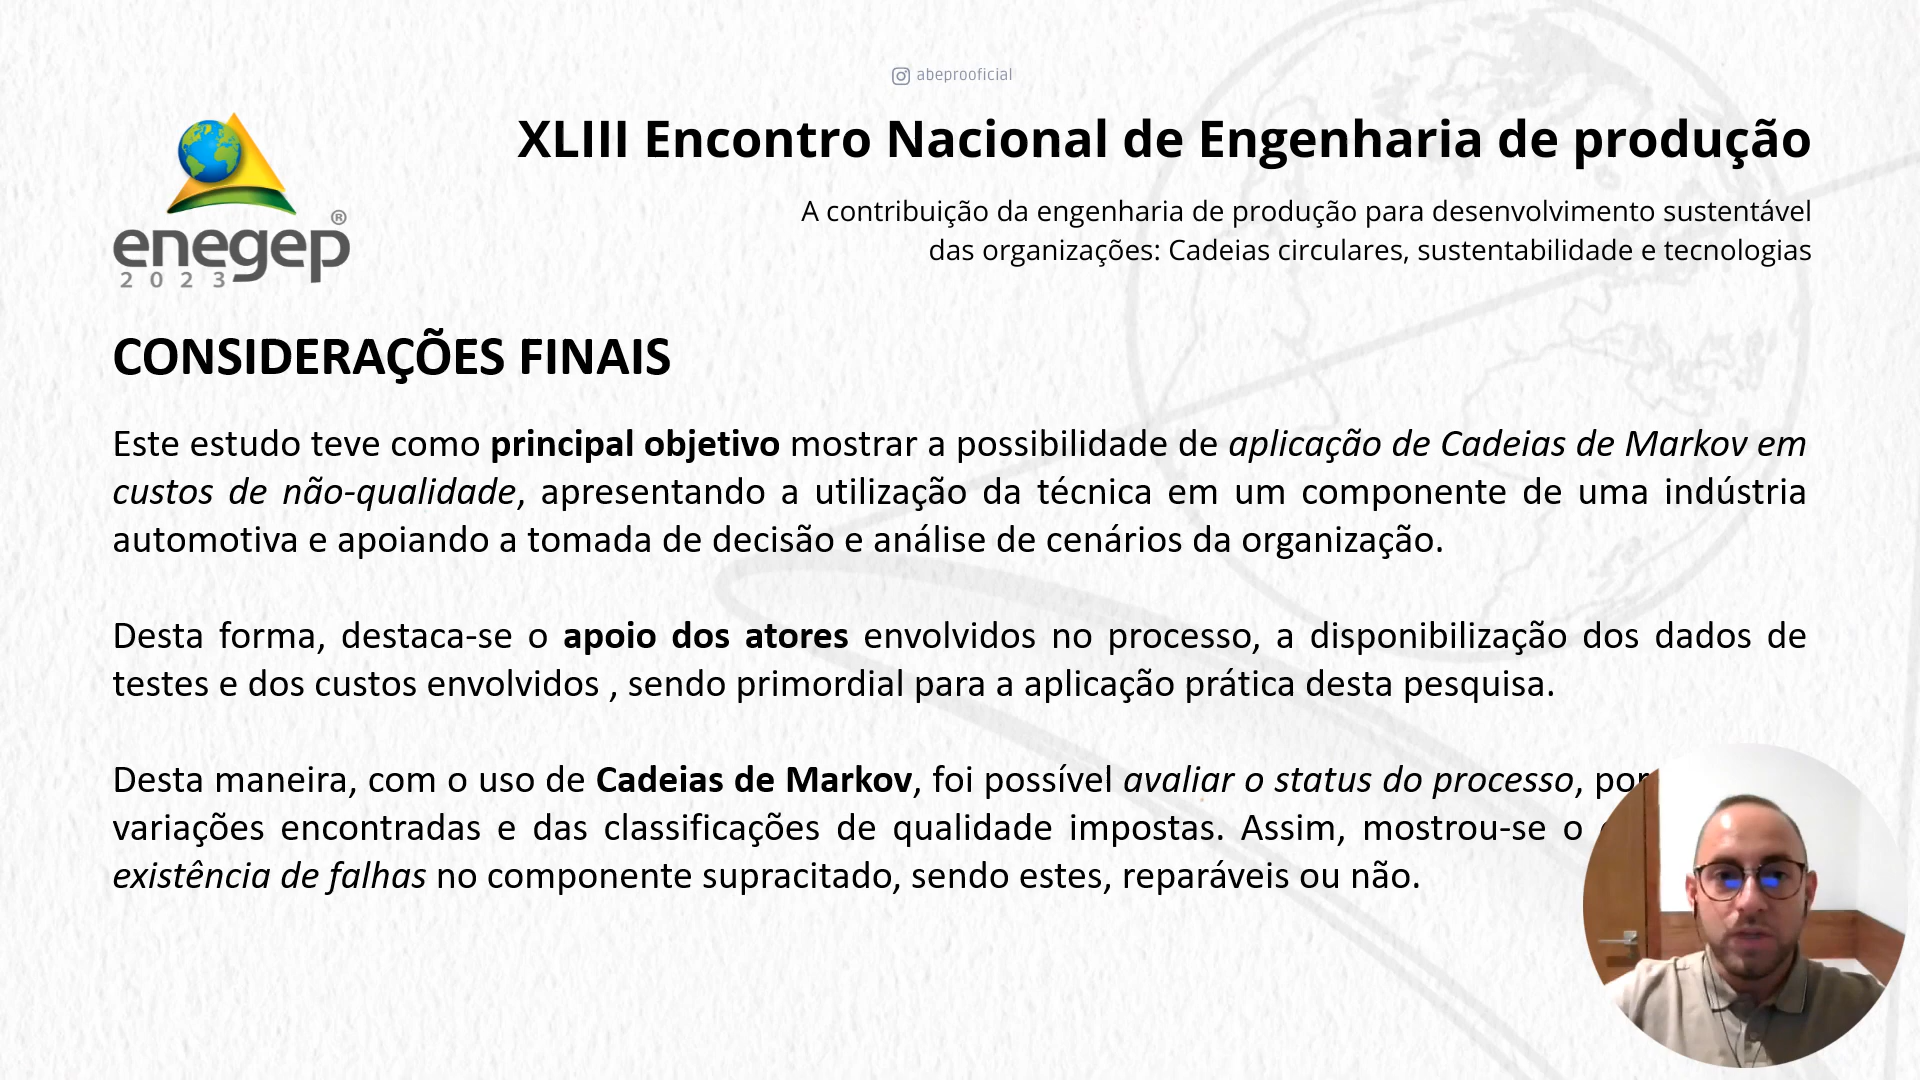 abeprooficial
XLIII Encontro Nacional de Engenharia de produção
A contribuição da engenharia de produção para desenvolvimento sustentável
das organizações: Cadeias circulares, sustentabilidade e tecnologias
enegep®
2023
CONSIDERAÇÕES FINAIS
Este estudo teve como principal objetivo mostrar a possibilidade de aplicação de Cadeias de Markov em
custos de não-qualidade, apresentando a utilização da técnica em um componente de uma indústria
automotiva e apoiando a tomada de decisão e análise de cenários da organização.
Desta forma, destaca-se o apoio dos atores envolvidos no processo, a disponibilização dos dados de
testes e dos custos envolvidos , sendo primordial para a aplicação prática desta pesquisa.
Desta maneira, com o uso de Cadeias de Markov, foi possível avaliar o status do processo, por
variações encontradas e das classificações de qualidade impostas. Assim, mostrou-se o
existência de falhas no componente supracitado, sendo estes, reparáveis ou não.